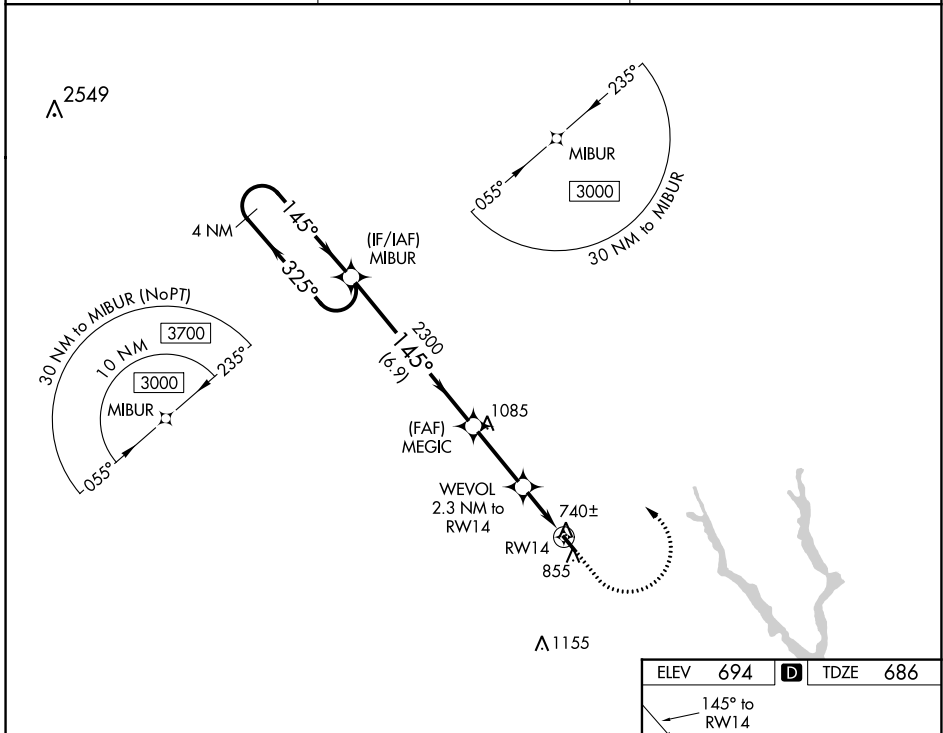 2549
235°
MIBUR
055°
3000
30 NM to MIBUR
4 NM
145°
325°
(IF/IAF)
MIBUR
30 NM to MIBUR (NoPT)
3700
10 NM
3000
235°
MIBUR
055°
2300
145°
(6.9)
(FAF)
MEGIC
1085
WEVOL
2.3 NM to
RW14
740±
RW14
855
1155
ELEV 694 D TDZE 686
145° to
RW14